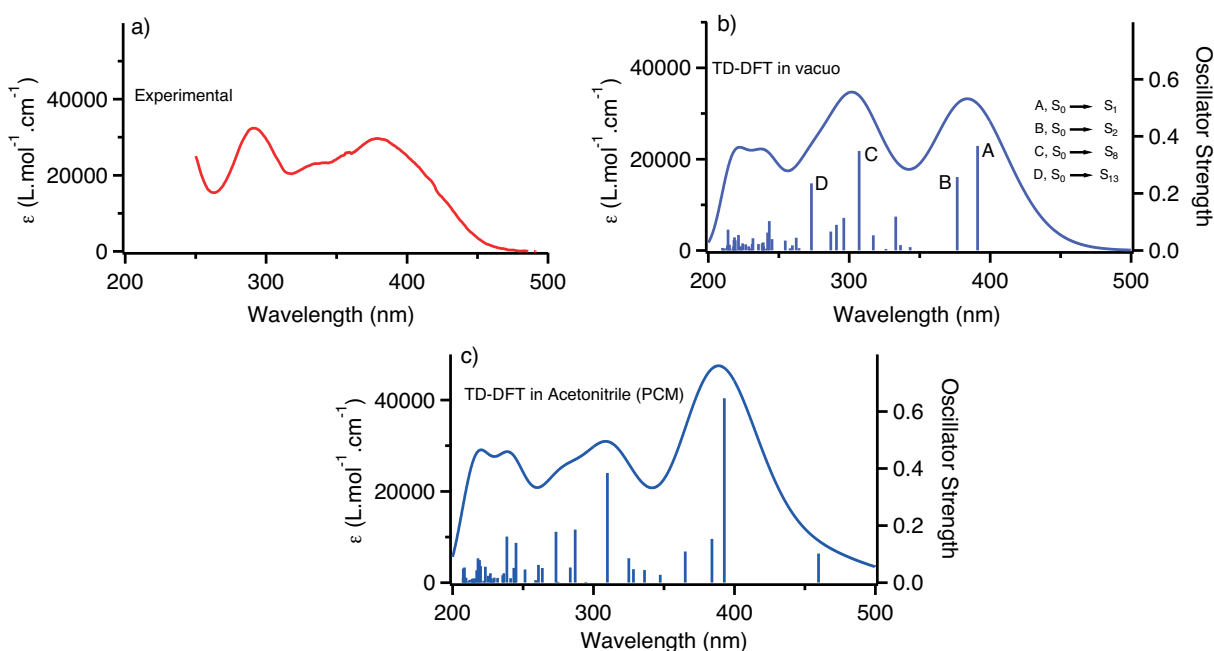 a)
Experimental
40000
20000
0
ε (L.mol⁻¹.cm⁻¹)
200
300
400
500
Wavelength (nm)
b)
TD-DFT in vacuo
A, S₀ → S₁
B, S₀ → S₂
C, S₀ → S₈
D, S₀ → S₁₃
A
B
C
D
40000
20000
0
ε (L.mol⁻¹.cm⁻¹)
0.6
0.4
0.2
0.0
Oscillator Strength
200
300
400
500
Wavelength (nm)
c)
TD-DFT in Acetonitrile (PCM)
40000
20000
0
ε (L.mol⁻¹.cm⁻¹)
0.6
0.4
0.2
0.0
Oscillator Strength
200
300
400
500
Wavelength (nm)